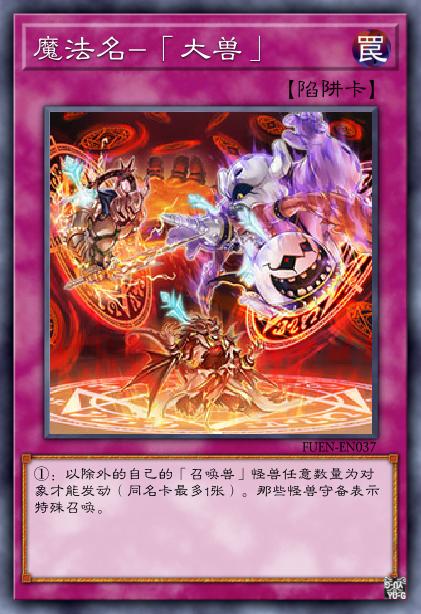 魔法名-「大兽」
罠
【陷阱卡】
FUEN-EN037
①：以除外的自己的「召唤兽」怪兽任意数量为对
象才能发动（同名卡最多1张）。那些怪兽守备表示
特殊召唤。